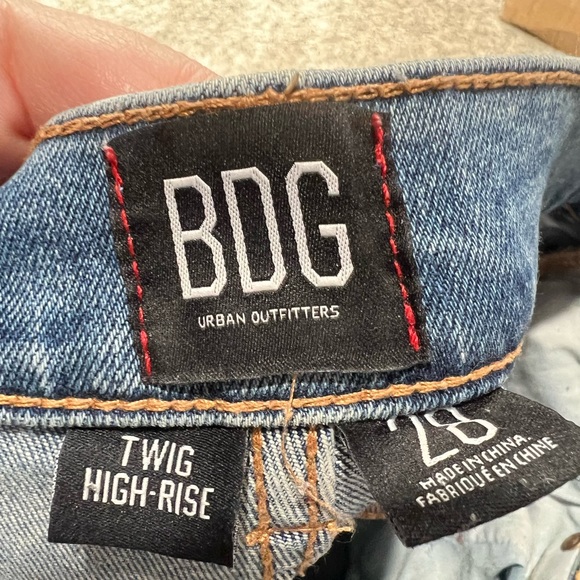 BDG
URBAN OUTFITTERS
TWIG
HIGH-RISE
28
MADE IN CHINA.
FABRIQUÉ EN CHINE